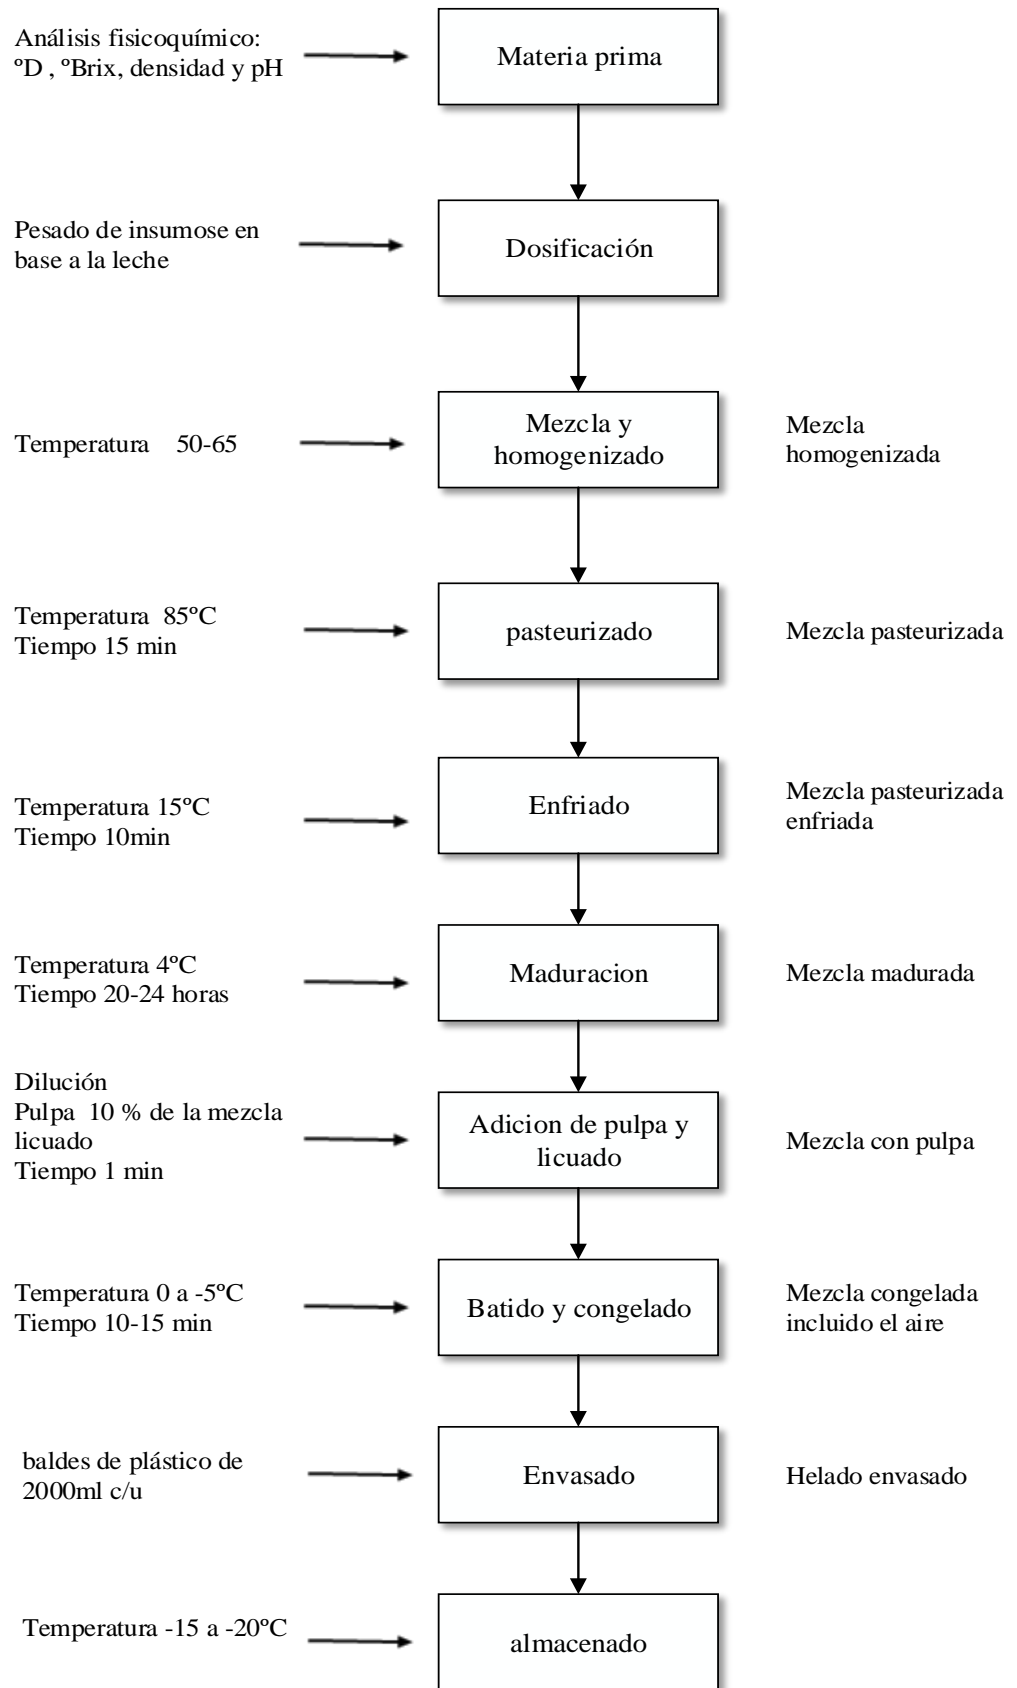 Análisis fisicoquímico:
ºD , ºBrix, densidad y pH
Materia prima
Pesado de insumose en
base a la leche
Dosificación
Temperatura 50-65
Mezcla y
homogenizado
Mezcla
homogenizada
Temperatura 85ºC
Tiempo 15 min
pasteurizado
Mezcla pasteurizada
Temperatura 15ºC
Tiempo 10min
Enfriado
Mezcla pasteurizada
enfriada
Temperatura 4ºC
Tiempo 20-24 horas
Maduracion
Mezcla madurada
Dilución
Pulpa 10 % de la mezcla
licuado
Tiempo 1 min
Adicion de pulpa y
licuado
Mezcla con pulpa
Temperatura 0 a -5ºC
Tiempo 10-15 min
Batido y congelado
Mezcla congelada
incluido el aire
baldes de plástico de
2000ml c/u
Envasado
Helado envasado
Temperatura -15 a -20ºC
almacenado